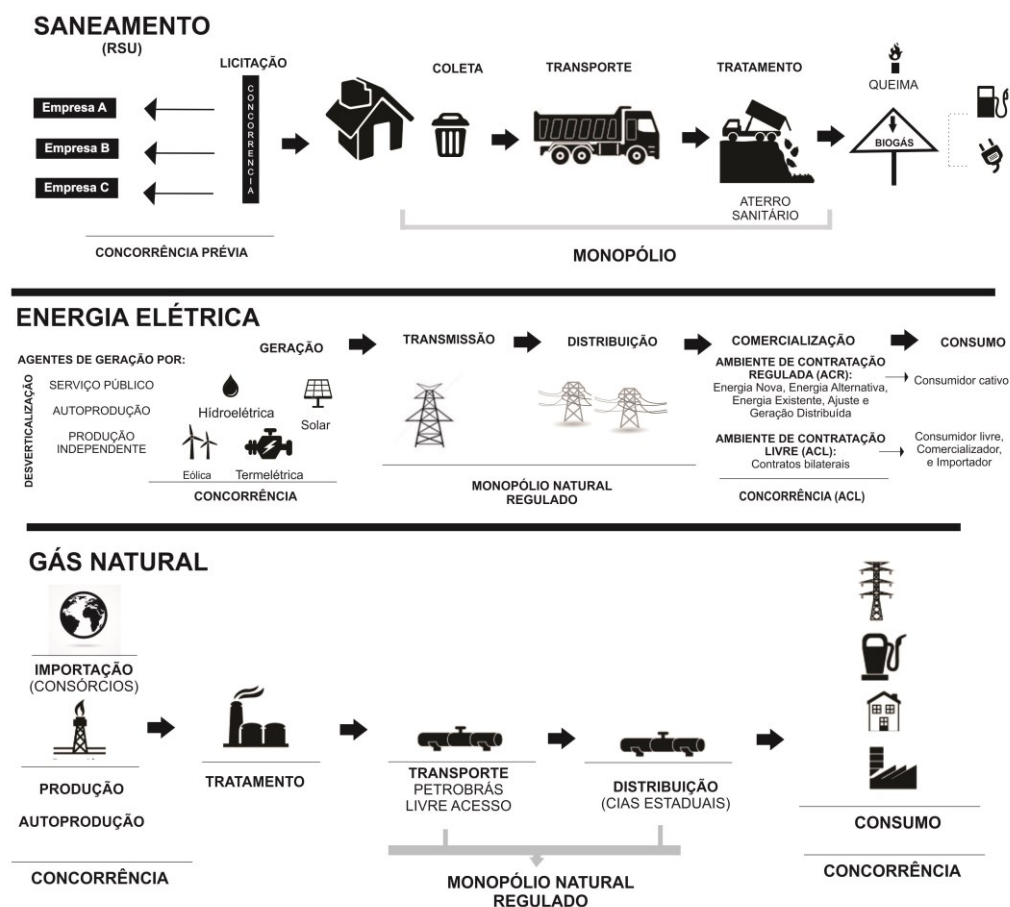 SANEAMENTO
(RSU)
LICITAÇÃO
CONCORRENCIA
Empresa A
Empresa B
Empresa C
CONCORRÊNCIA PRÉVIA
COLETA
TRANSPORTE
TRATAMENTO
ATERRO
SANITÁRIO
MONOPÓLIO
QUEIMA
BIOGÁS
ENERGIA ELÉTRICA
DESVERTICALIZAÇÃO
AGENTES DE GERAÇÃO POR:
SERVIÇO PÚBLICO
AUTOPRODUÇÃO
PRODUÇÃO
INDEPENDENTE
GERAÇÃO
Hídroelétrica
Solar
Eólica
Termelétrica
CONCORRÊNCIA
TRANSMISSÃO
DISTRIBUIÇÃO
MONOPÓLIO NATURAL
REGULADO
COMERCIALIZAÇÃO
AMBIENTE DE CONTRATAÇÃO
REGULADA (ACR):
Energia Nova, Energia Alternativa,
Energia Existente, Ajuste e
Geração Distribuída
AMBIENTE DE CONTRATAÇÃO
LIVRE (ACL):
Contratos bilaterais
CONCORRÊNCIA (ACL)
CONSUMO
Consumidor cativo
Consumidor livre,
Comercializador,
e Importador
GÁS NATURAL
IMPORTAÇÃO
(CONSÓRCIOS)
PRODUÇÃO
AUTOPRODUÇÃO
CONCORRÊNCIA
TRATAMENTO
TRANSPORTE
PETROBRÁS
LIVRE ACESSO
DISTRIBUIÇÃO
(CIAS ESTADUAIS)
MONOPÓLIO NATURAL
REGULADO
CONSUMO
CONCORRÊNCIA